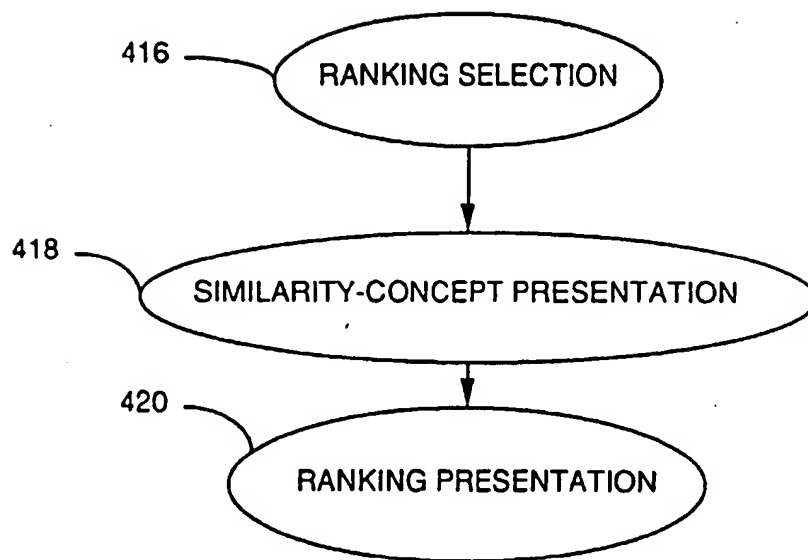 416
RANKING SELECTION
418
SIMILARITY-CONCEPT PRESENTATION
420
RANKING PRESENTATION